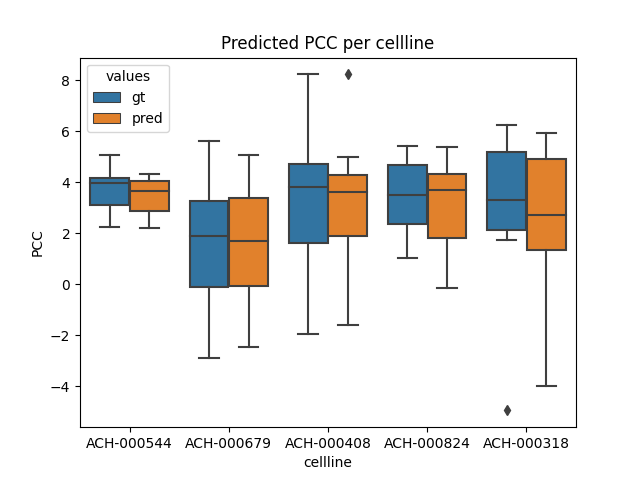 Predicted PCC per cellline
values
gt
pred
8
6
4
2
0
−2
−4
PCC
ACH-000544 ACH-000679 ACH-000408 ACH-000824 ACH-000318
cellline